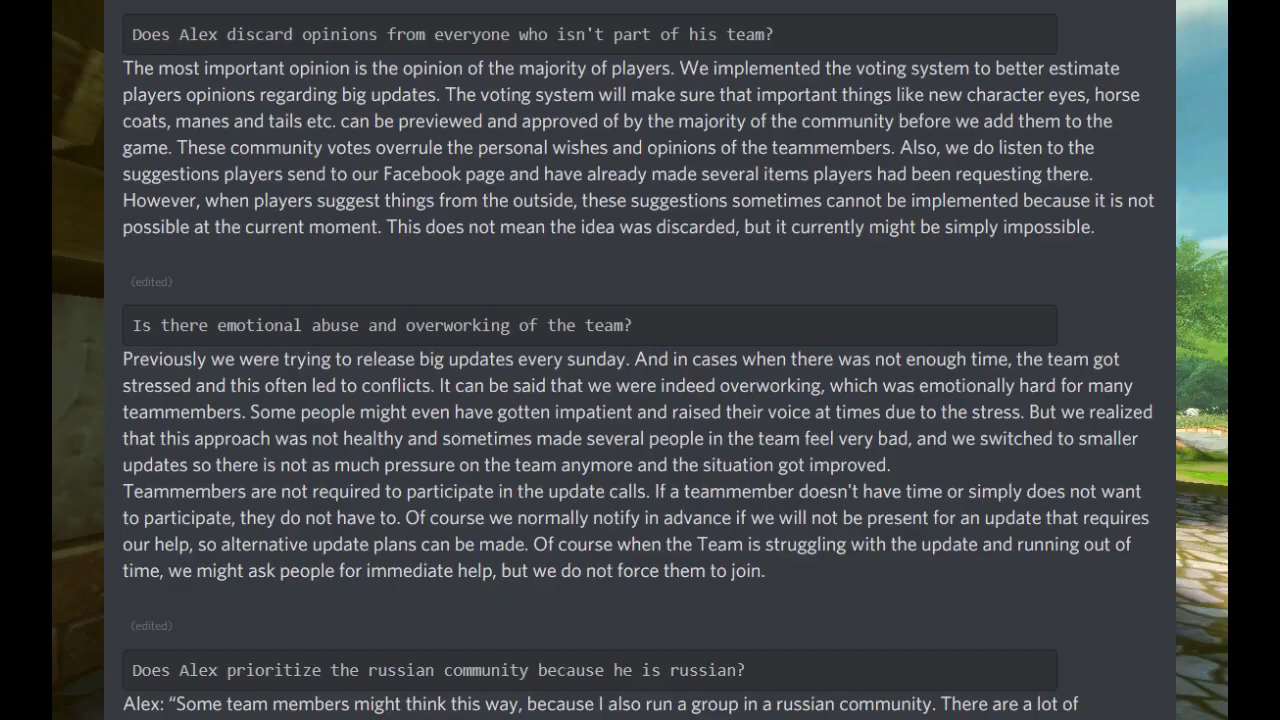 Does Alex discard opinions from everyone who isn't part of his team?
The most important opinion is the opinion of the majority of players. We implemented the voting system to better estimate
players opinions regarding big updates. The voting system will make sure that important things like new character eyes, horse
coats, manes and tails etc. can be previewed and approved of by the majority of the community before we add them to the
game. These community votes overrule the personal wishes and opinions of the teammembers. Also, we do listen to the
suggestions players send to our Facebook page and have already made several items players had been requesting there.
However, when players suggest things from the outside, these suggestions sometimes cannot be implemented because it is not
possible at the current moment. This does not mean the idea was discarded, but it currently might be simply impossible.
(edited)
Is there emotional abuse and overworking of the team?
Previously we were trying to release big updates every sunday. And in cases when there was not enough time, the team got
stressed and this often led to conflicts. It can be said that we were indeed overworking, which was emotionally hard for many
teammembers. Some people might even have gotten impatient and raised their voice at times due to the stress. But we realized
that this approach was not healthy and sometimes made several people in the team feel very bad, and we switched to smaller
updates so there is not as much pressure on the team anymore and the situation got improved.
Teammembers are not required to participate in the update calls. If a teammember doesn't have time or simply does not want
to participate, they do not have to. Of course we normally notify in advance if we will not be present for an update that requires
our help, so alternative update plans can be made. Of course when the Team is struggling with the update and running out of
time, we might ask people for immediate help, but we do not force them to join.
(edited)
Does Alex prioritize the russian community because he is russian?
Alex: “Some team members might think this way, because I also run a group in a russian community. There are a lot of